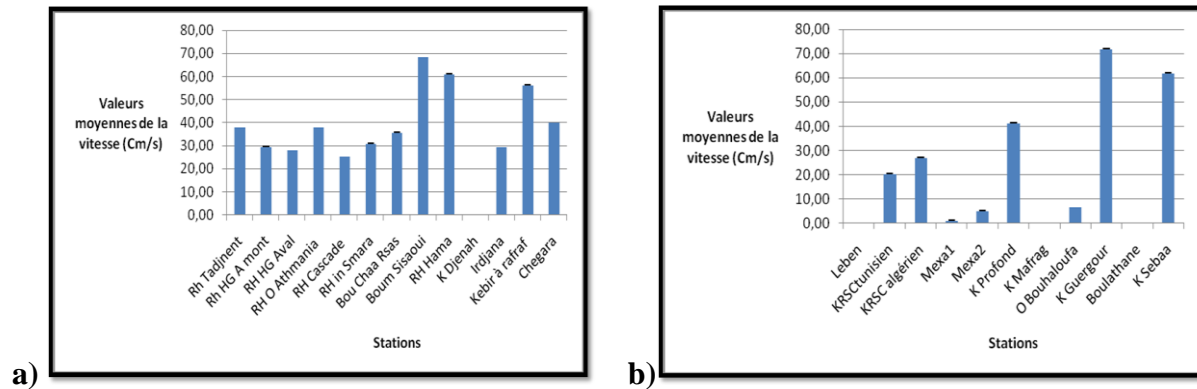 80,00
70,00
60,00
50,00
40,00
30,00
20,00
10,00
0,00
Valeurs
moyennes de la
vitesse (Cm/s)
Rh Tadjnent
Rh HG A mont
RH HG Aval
RH O Athmania
RH Cascade
RH in Smara
Bou Chaa Rsas
Boum Sisaoui
RH Hama
K Djenah
Irdjana
Kebir à rafraf
Chegara
Stations
a)
80,00
70,00
60,00
50,00
40,00
30,00
20,00
10,00
0,00
Valeurs
moyennes de la
vitesse (Cm/s)
Leben
KRSCtunisien
KRSC algérien
Mexa1
Mexa2
K Profond
K Mafrag
O Bouhaloufa
K Guergour
Boulathane
K Sebaa
Stations
b)